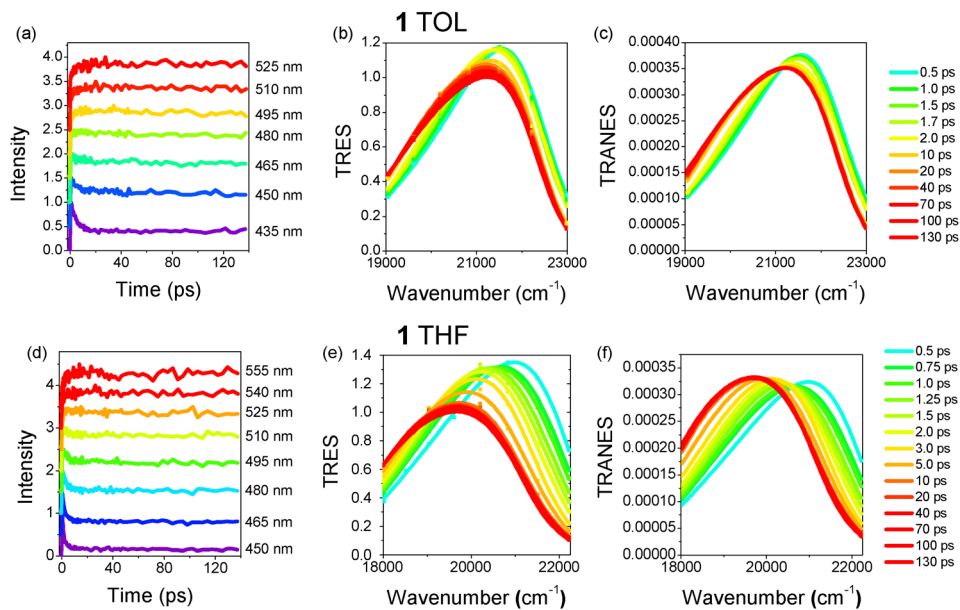 1 TOL
(a)
Intensity
4.0
3.5
3.0
2.5
2.0
1.5
1.0
0.5
0.0
0 40 80 120
Time (ps)
525 nm
510 nm
495 nm
480 nm
465 nm
450 nm
435 nm
(b)
TRES
1.2
1.0
0.8
0.6
0.4
0.2
0.0
19000 21000 23000
Wavenumber (cm-1)
(c)
TRANES
0.00040
0.00035
0.00030
0.00025
0.00020
0.00015
0.00010
0.00005
0.00000
19000 21000 23000
Wavenumber (cm-1)
0.5 ps
1.0 ps
1.5 ps
1.7 ps
2.0 ps
10 ps
20 ps
40 ps
70 ps
100 ps
130 ps
1 THF
(d)
Intensity
4
3
2
1
0
0 40 80 120
Time (ps)
555 nm
540 nm
525 nm
510 nm
495 nm
480 nm
465 nm
450 nm
(e)
TRES
1.4
1.2
1.0
0.8
0.6
0.4
0.2
0.0
18000 20000 22000
Wavenumber (cm-1)
(f)
TRANES
0.00035
0.00030
0.00025
0.00020
0.00015
0.00010
0.00005
0.00000
18000 20000 22000
Wavenumber (cm-1)
0.5 ps
0.75 ps
1.0 ps
1.25 ps
1.5 ps
2.0 ps
3.0 ps
5.0 ps
10 ps
20 ps
40 ps
70 ps
100 ps
130 ps